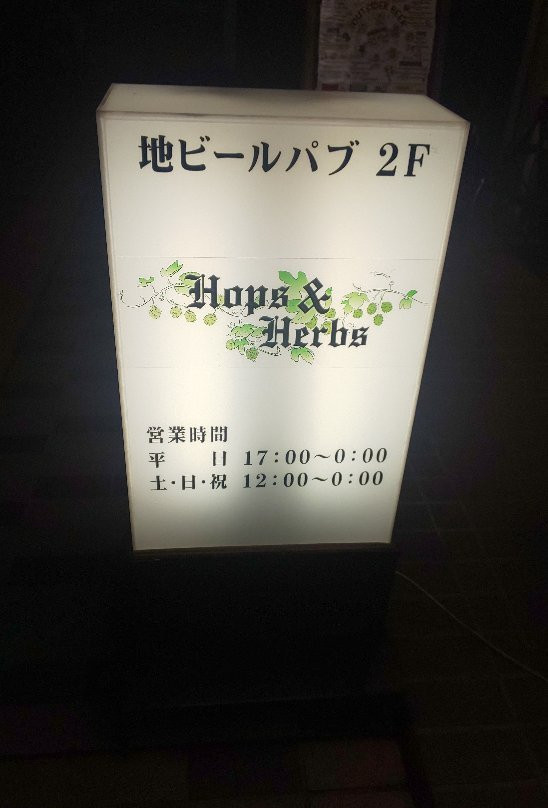 地ビールパブ 2F
Hops &
Herbs
営業時間
平　　日 17:00～0:00
土・日・祝 12:00～0:00